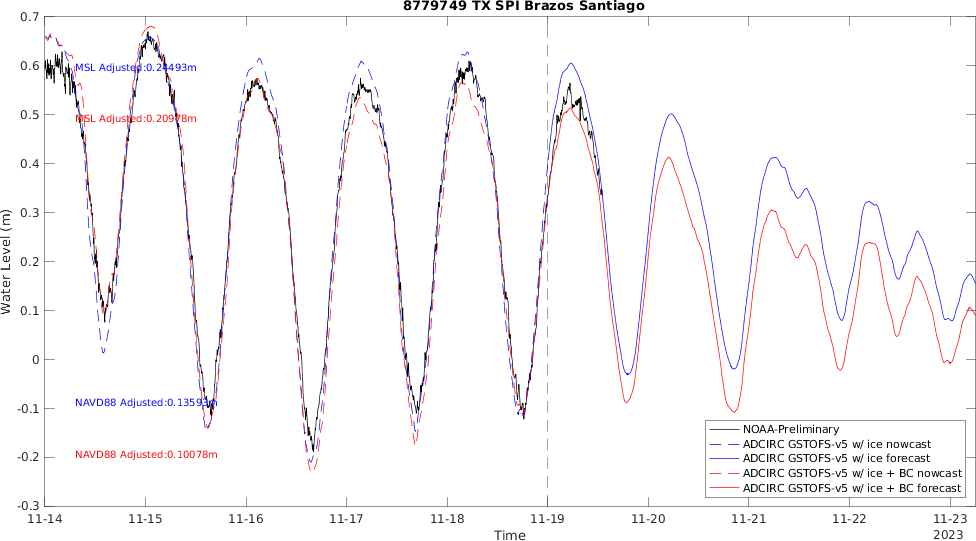 8779749 TX SPI Brazos Santiago
0.7
0.6
0.5
0.4
0.3
0.2
0.1
0
-0.1
-0.2
-0.3
Water Level (m)
MSL Adjusted:0.24493m
MSL Adjusted:0.20978m
NAVD88 Adjusted:0.13593m
NAVD88 Adjusted:0.10078m
NOAA-Preliminary
ADCIRC GSTOFS-v5 w/ ice nowcast
ADCIRC GSTOFS-v5 w/ ice forecast
ADCIRC GSTOFS-v5 w/ ice + BC nowcast
ADCIRC GSTOFS-v5 w/ ice + BC forecast
11-14 11-15 11-16 11-17 11-18 11-19 11-20 11-21 11-22 11-23
Time
2023